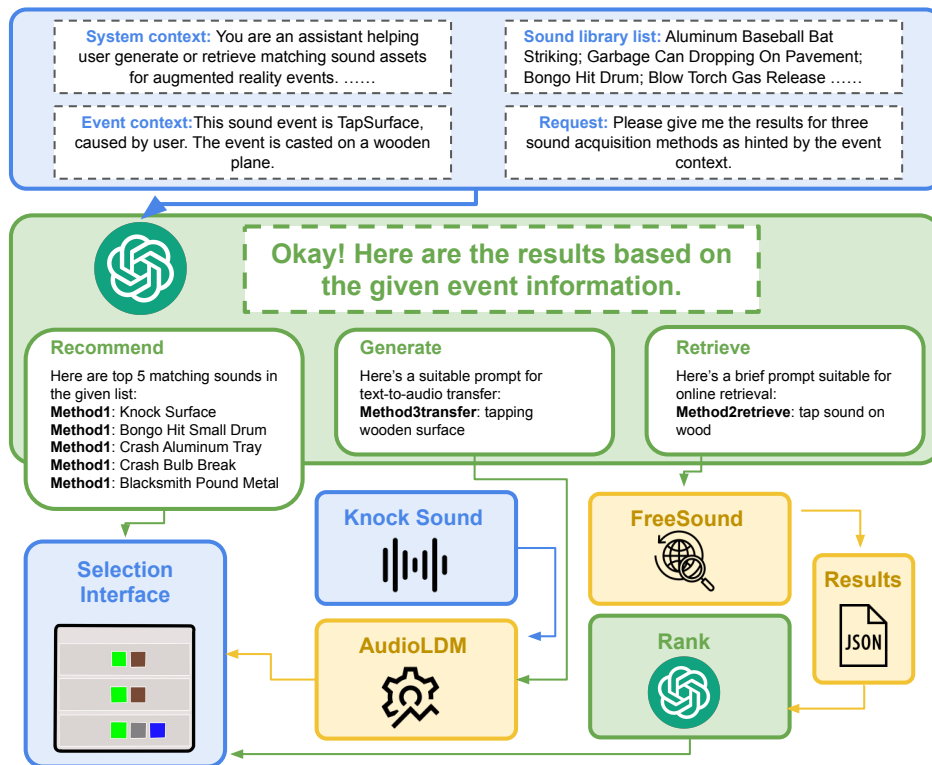 System context: You are an assistant helping
user generate or retrieve matching sound assets
for augmented reality events. ……
Sound library list: Aluminum Baseball Bat
Striking; Garbage Can Dropping On Pavement;
Bongo Hit Drum; Blow Torch Gas Release ……
Event context:This sound event is TapSurface,
caused by user. The event is casted on a wooden
plane.
Request: Please give me the results for three
sound acquisition methods as hinted by the event
context.
Okay! Here are the results based on
the given event information.
Recommend
Here are top 5 matching sounds in
the given list:
Method1: Knock Surface
Method1: Bongo Hit Small Drum
Method1: Crash Aluminum Tray
Method1: Crash Bulb Break
Method1: Blacksmith Pound Metal
Generate
Here's a suitable prompt for
text-to-audio transfer:
Method3transfer: tapping
wooden surface
Retrieve
Here's a brief prompt suitable for
online retrieval:
Method2retrieve: tap sound on
wood
Selection
Interface
Knock Sound
AudioLDM
FreeSound
Rank
Results
JSON